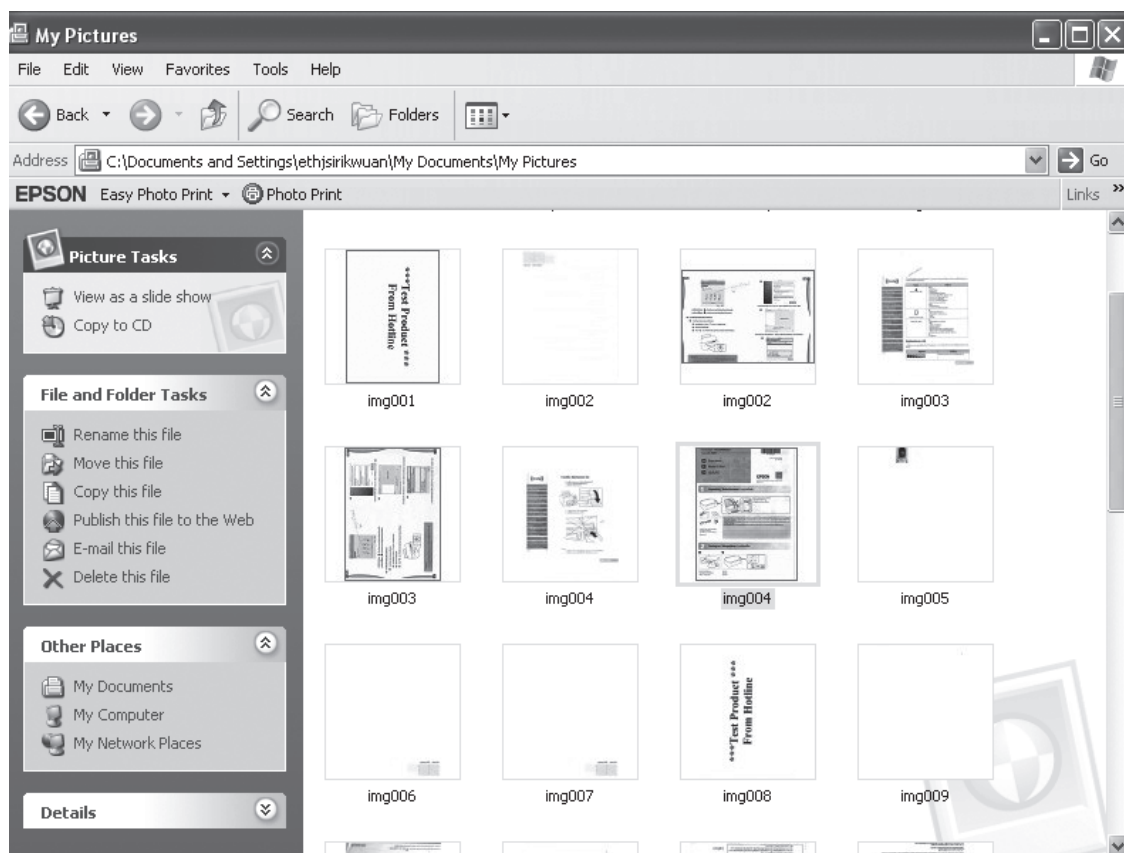 My Pictures
File Edit View Favorites Tools Help
Back Search Folders
Address C:\Documents and Settings\ethjsirikwuan\My Documents\My Pictures Go
EPSON Easy Photo Print Photo Print Links »
Picture Tasks
View as a slide show
Copy to CD
File and Folder Tasks
Rename this file
Move this file
Copy this file
Publish this file to the Web
E-mail this file
Delete this file
Other Places
My Documents
My Computer
My Network Places
Details
***Test Product ***
From Hotline
img001 img002 img002 img003
EPSON
img003 img004 img004 img005
***Test Product ***
From Hotline
img006 img007 img008 img009